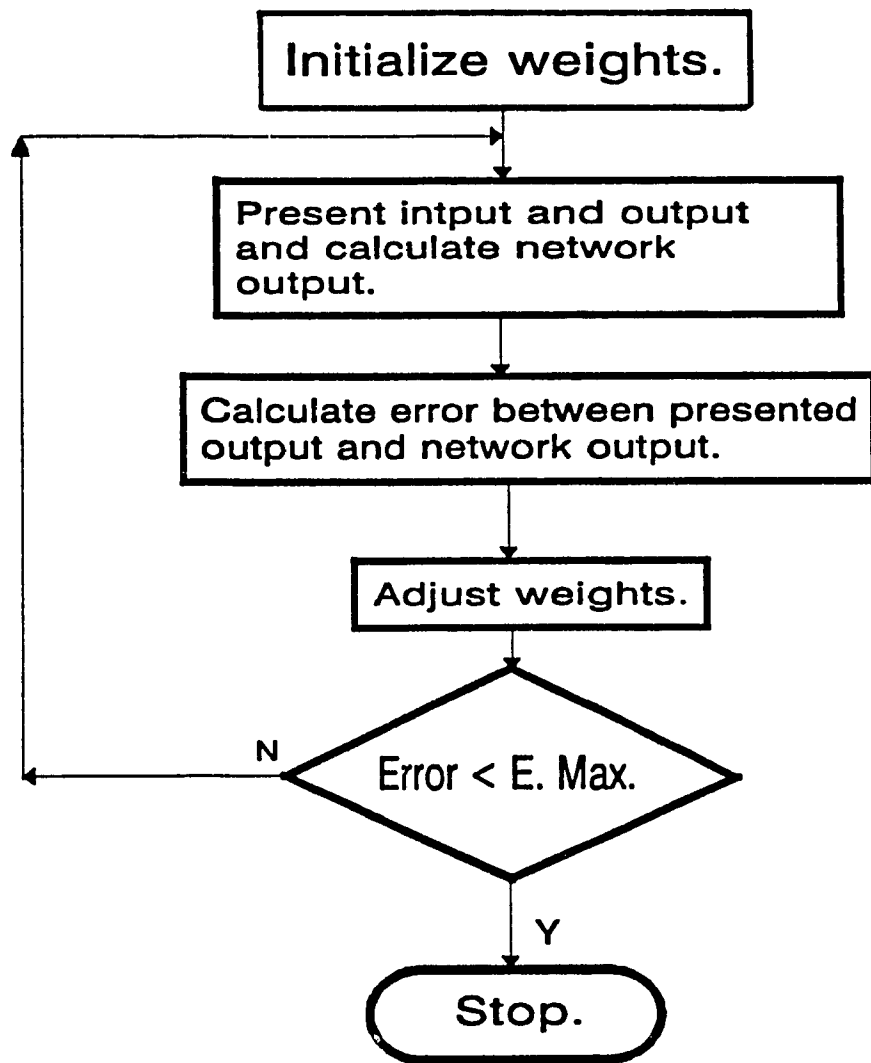 Initialize weights.
Present intput and output
and calculate network
output.
Calculate error between presented
output and network output.
Adjust weights.
N
Error < E. Max.
Y
Stop.